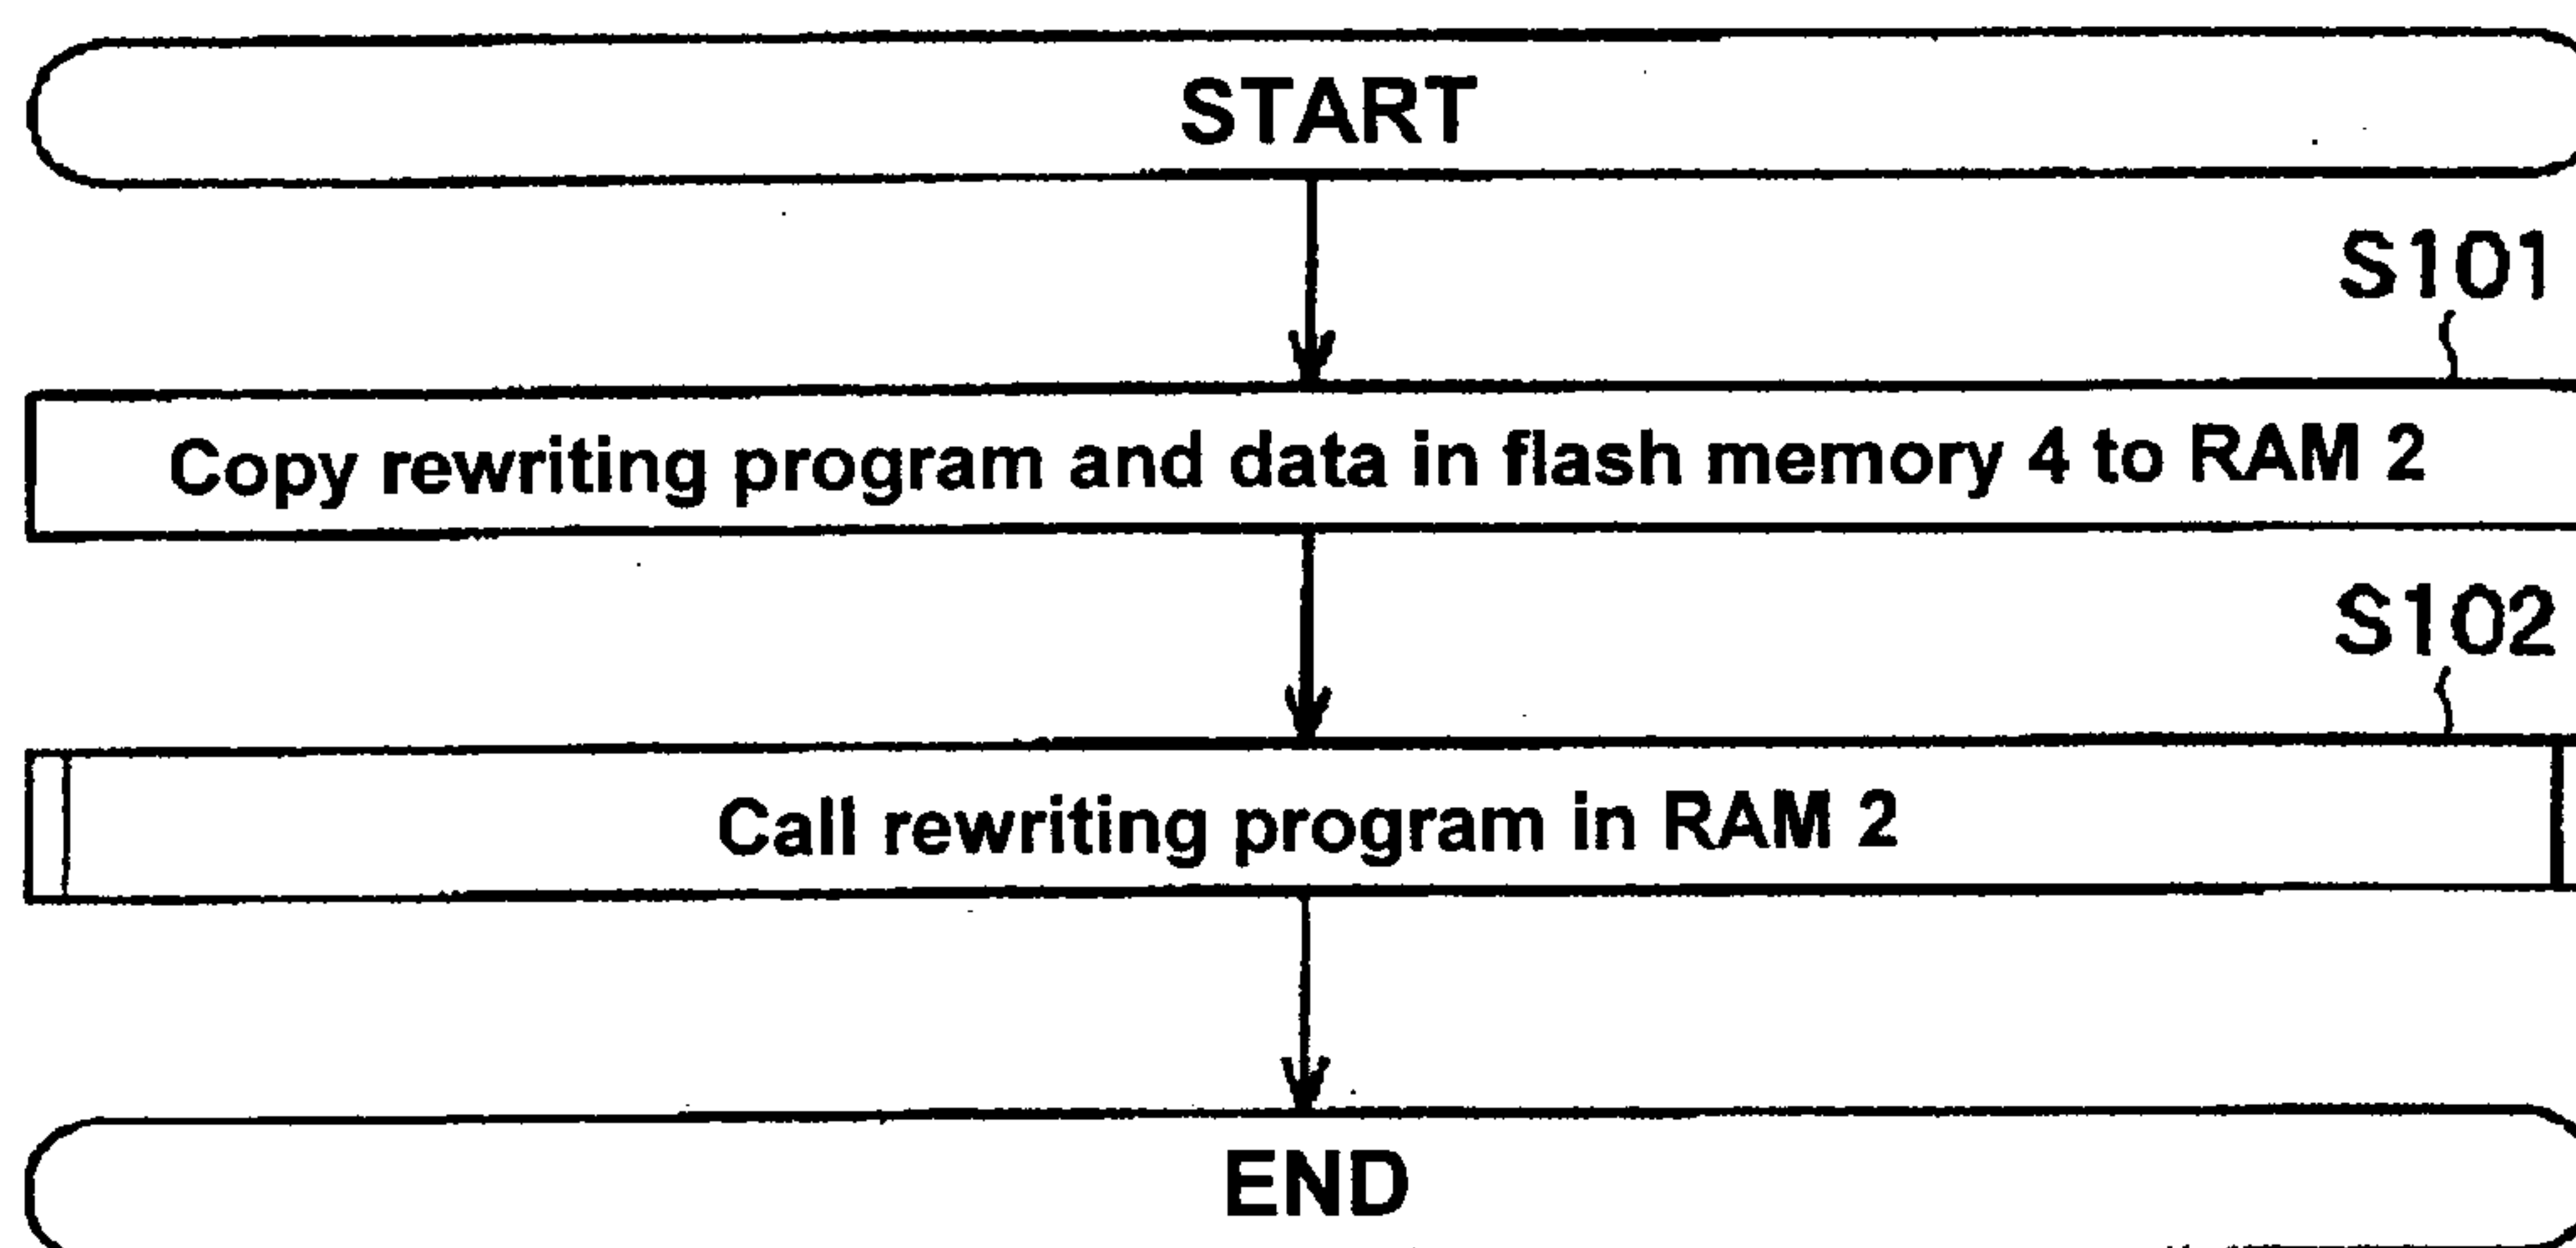 START
S101
Copy rewriting program and data in flash memory 4 to RAM 2
S102
Call rewriting program in RAM 2
END